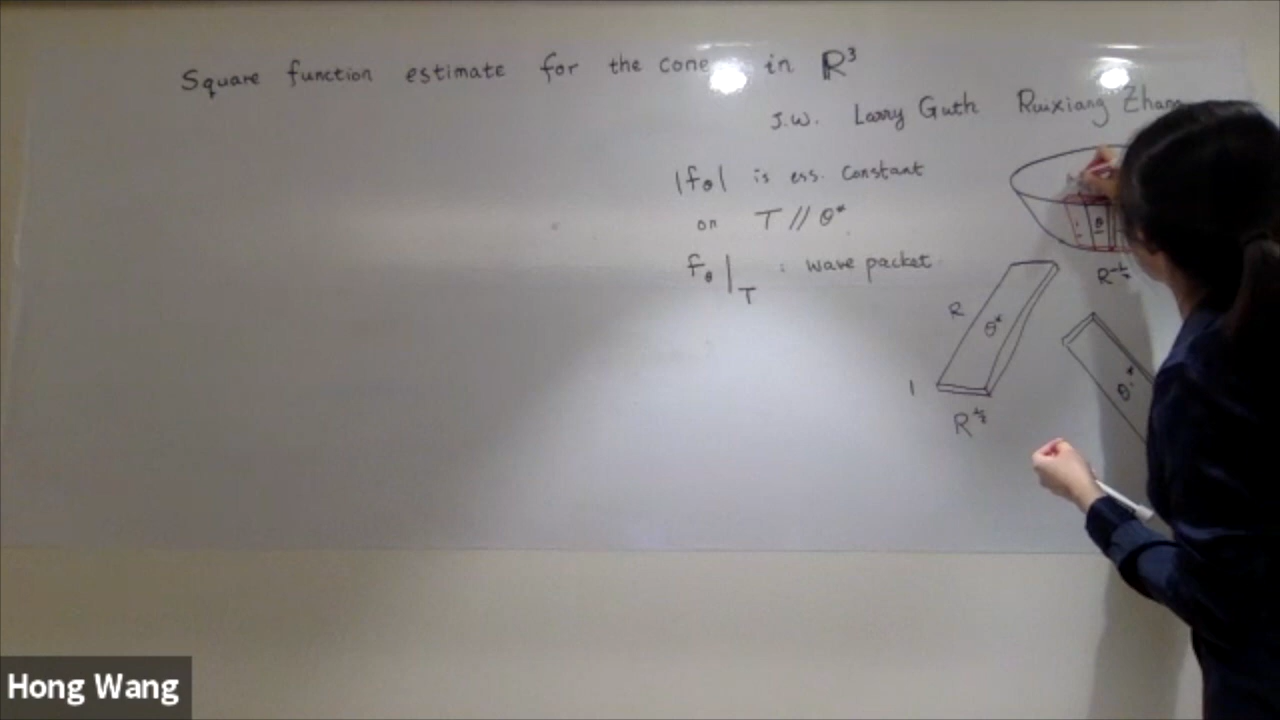 Square function estimate for the cone in R³
J.W. Larry Guth Ruixiang Zhang
|f_θ| is ess. constant
on T // θ*
f_θ|_T : wave packet
θ
R^{-1/2}
R
θ*
1
R^{1/2}
θ'*
Hong Wang